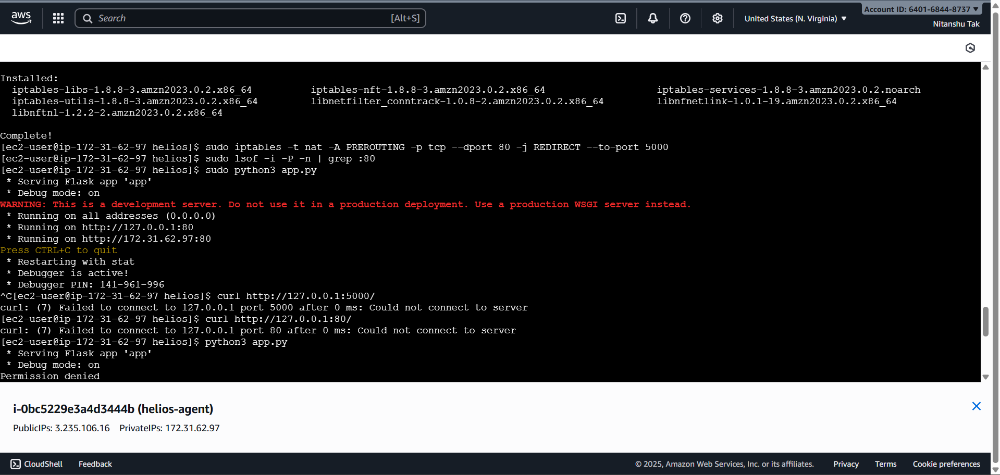 aws
Search [Alt+S]
United States (N. Virginia) ▼
Account ID: 6401-6844-8737 ▼
Nitanshu Tak
Installed:
  iptables-libs-1.8.8-3.amzn2023.0.2.x86_64          iptables-nft-1.8.8-3.amzn2023.0.2.x86_64                   iptables-services-1.8.8-3.amzn2023.0.2.noarch
  iptables-utils-1.8.8-3.amzn2023.0.2.x86_64         libnetfilter_conntrack-1.0.8-2.amzn2023.0.2.x86_64         libnfnetlink-1.0.1-19.amzn2023.0.2.x86_64
  libnftnl-1.2.2-2.amzn2023.0.2.x86_64
Complete!
[ec2-user@ip-172-31-62-97 helios]$ sudo iptables -t nat -A PREROUTING -p tcp --dport 80 -j REDIRECT --to-port 5000
[ec2-user@ip-172-31-62-97 helios]$ sudo lsof -i -P -n | grep :80
[ec2-user@ip-172-31-62-97 helios]$ sudo python3 app.py
 * Serving Flask app 'app'
 * Debug mode: on
WARNING: This is a development server. Do not use it in a production deployment. Use a production WSGI server instead.
 * Running on all addresses (0.0.0.0)
 * Running on http://127.0.0.1:80
 * Running on http://172.31.62.97:80
Press CTRL+C to quit
 * Restarting with stat
 * Debugger is active!
 * Debugger PIN: 141-961-996
^C[ec2-user@ip-172-31-62-97 helios]$ curl http://127.0.0.1:5000/
curl: (7) Failed to connect to 127.0.0.1 port 5000 after 0 ms: Could not connect to server
[ec2-user@ip-172-31-62-97 helios]$ curl http://127.0.0.1:80/
curl: (7) Failed to connect to 127.0.0.1 port 80 after 0 ms: Could not connect to server
[ec2-user@ip-172-31-62-97 helios]$ python3 app.py
 * Serving Flask app 'app'
 * Debug mode: on
Permission denied
i-0bc5229e3a4d3444b (helios-agent)
PublicIPs: 3.235.106.16 PrivateIPs: 172.31.62.97
CloudShell Feedback © 2025, Amazon Web Services, Inc. or its affiliates. Privacy Terms Cookie preferences